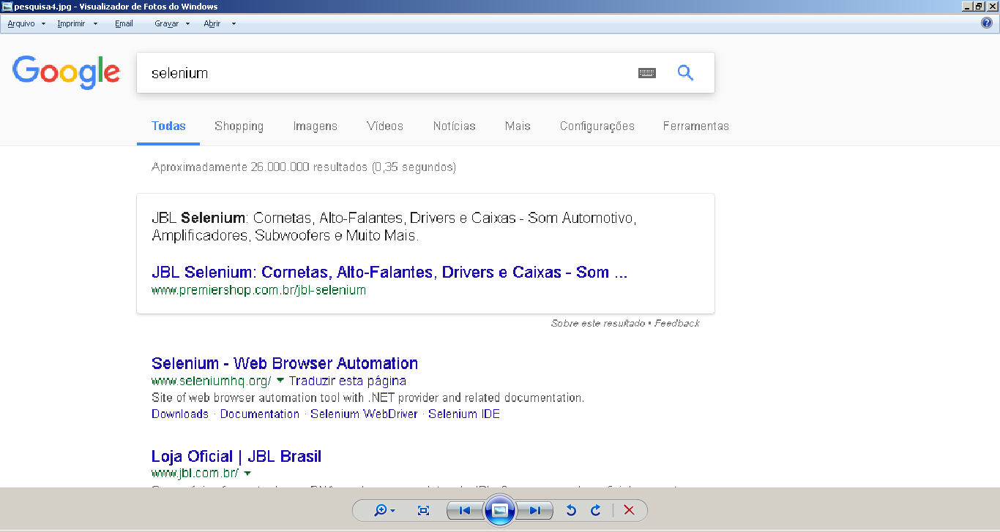 pesquisa4.jpg - Visualizador de Fotos do Windows
Arquivo Imprimir Email Gravar Abrir
Google
selenium
Todas Shopping Imagens Vídeos Notícias Mais Configurações Ferramentas
Aproximadamente 26.000.000 resultados (0,35 segundos)
JBL Selenium: Cornetas, Alto-Falantes, Drivers e Caixas - Som Automotivo,
Amplificadores, Subwoofers e Muito Mais.
JBL Selenium: Cornetas, Alto-Falantes, Drivers e Caixas - Som ...
www.premiershop.com.br/jbl-selenium
Sobre este resultado • Feedback
Selenium - Web Browser Automation
www.seleniumhq.org/ Traduzir esta página
Site of web browser automation tool with .NET provider and related documentation.
Downloads · Documentation · Selenium WebDriver · Selenium IDE
Loja Oficial | JBL Brasil
www.jbl.com.br/